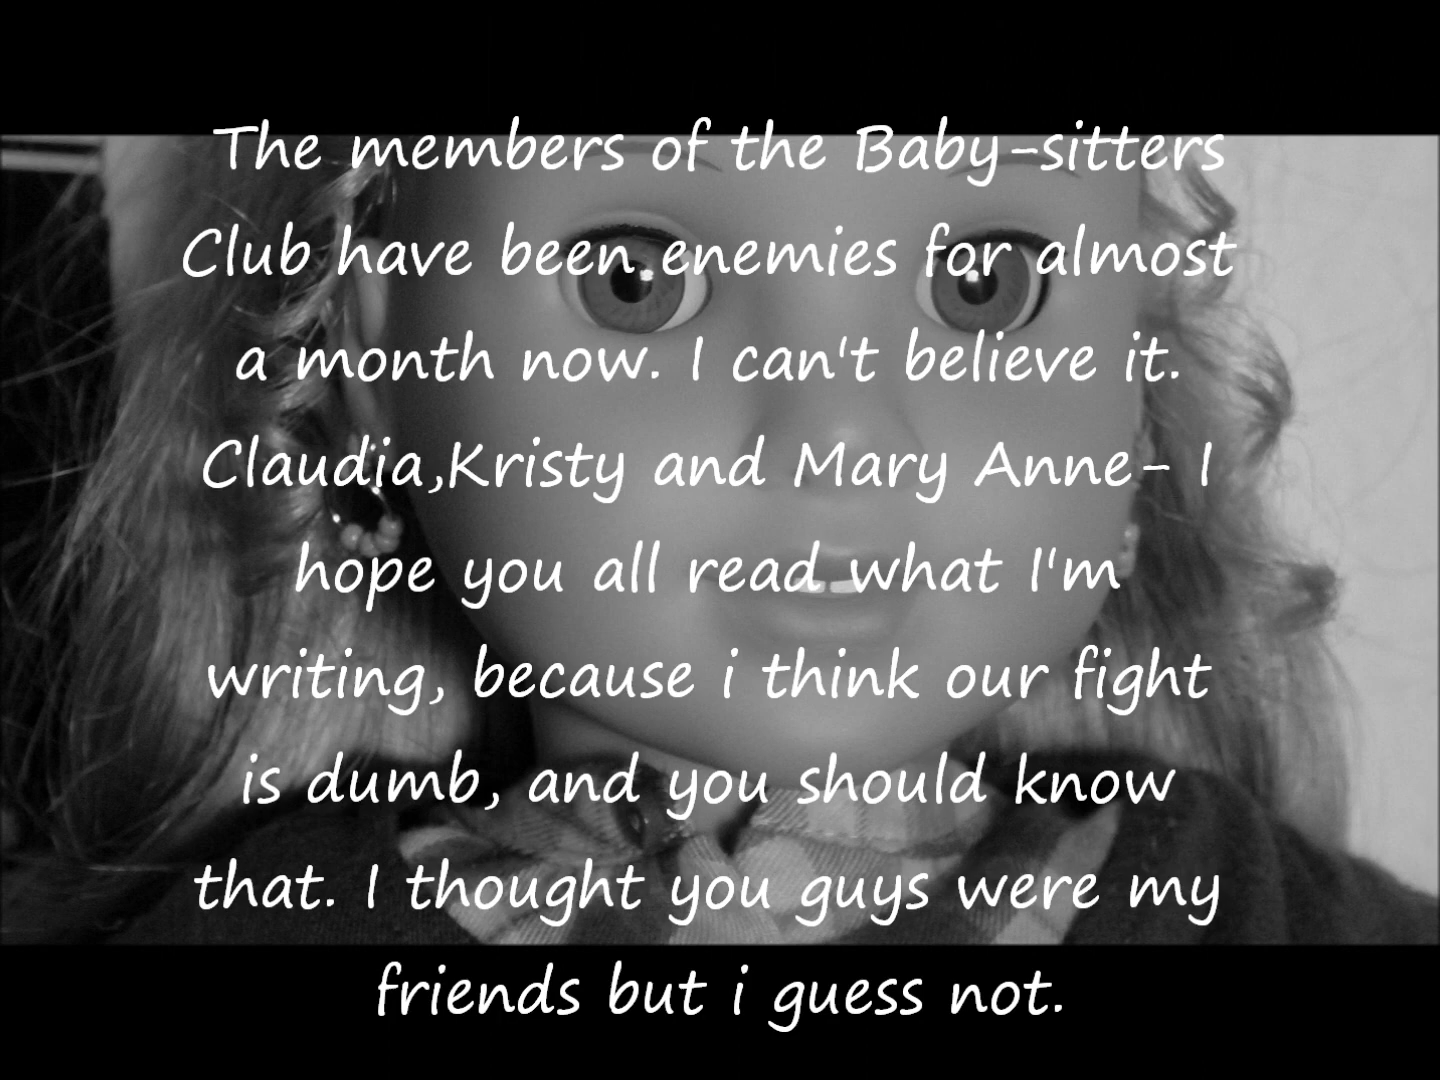 The members of the Baby-sitters
Club have been enemies for almost
a month now. I can't believe it.
Claudia,Kristy and Mary Anne- I
hope you all read what I'm
writing, because i think our fight
is dumb, and you should know
that. I thought you guys were my
friends but i guess not.